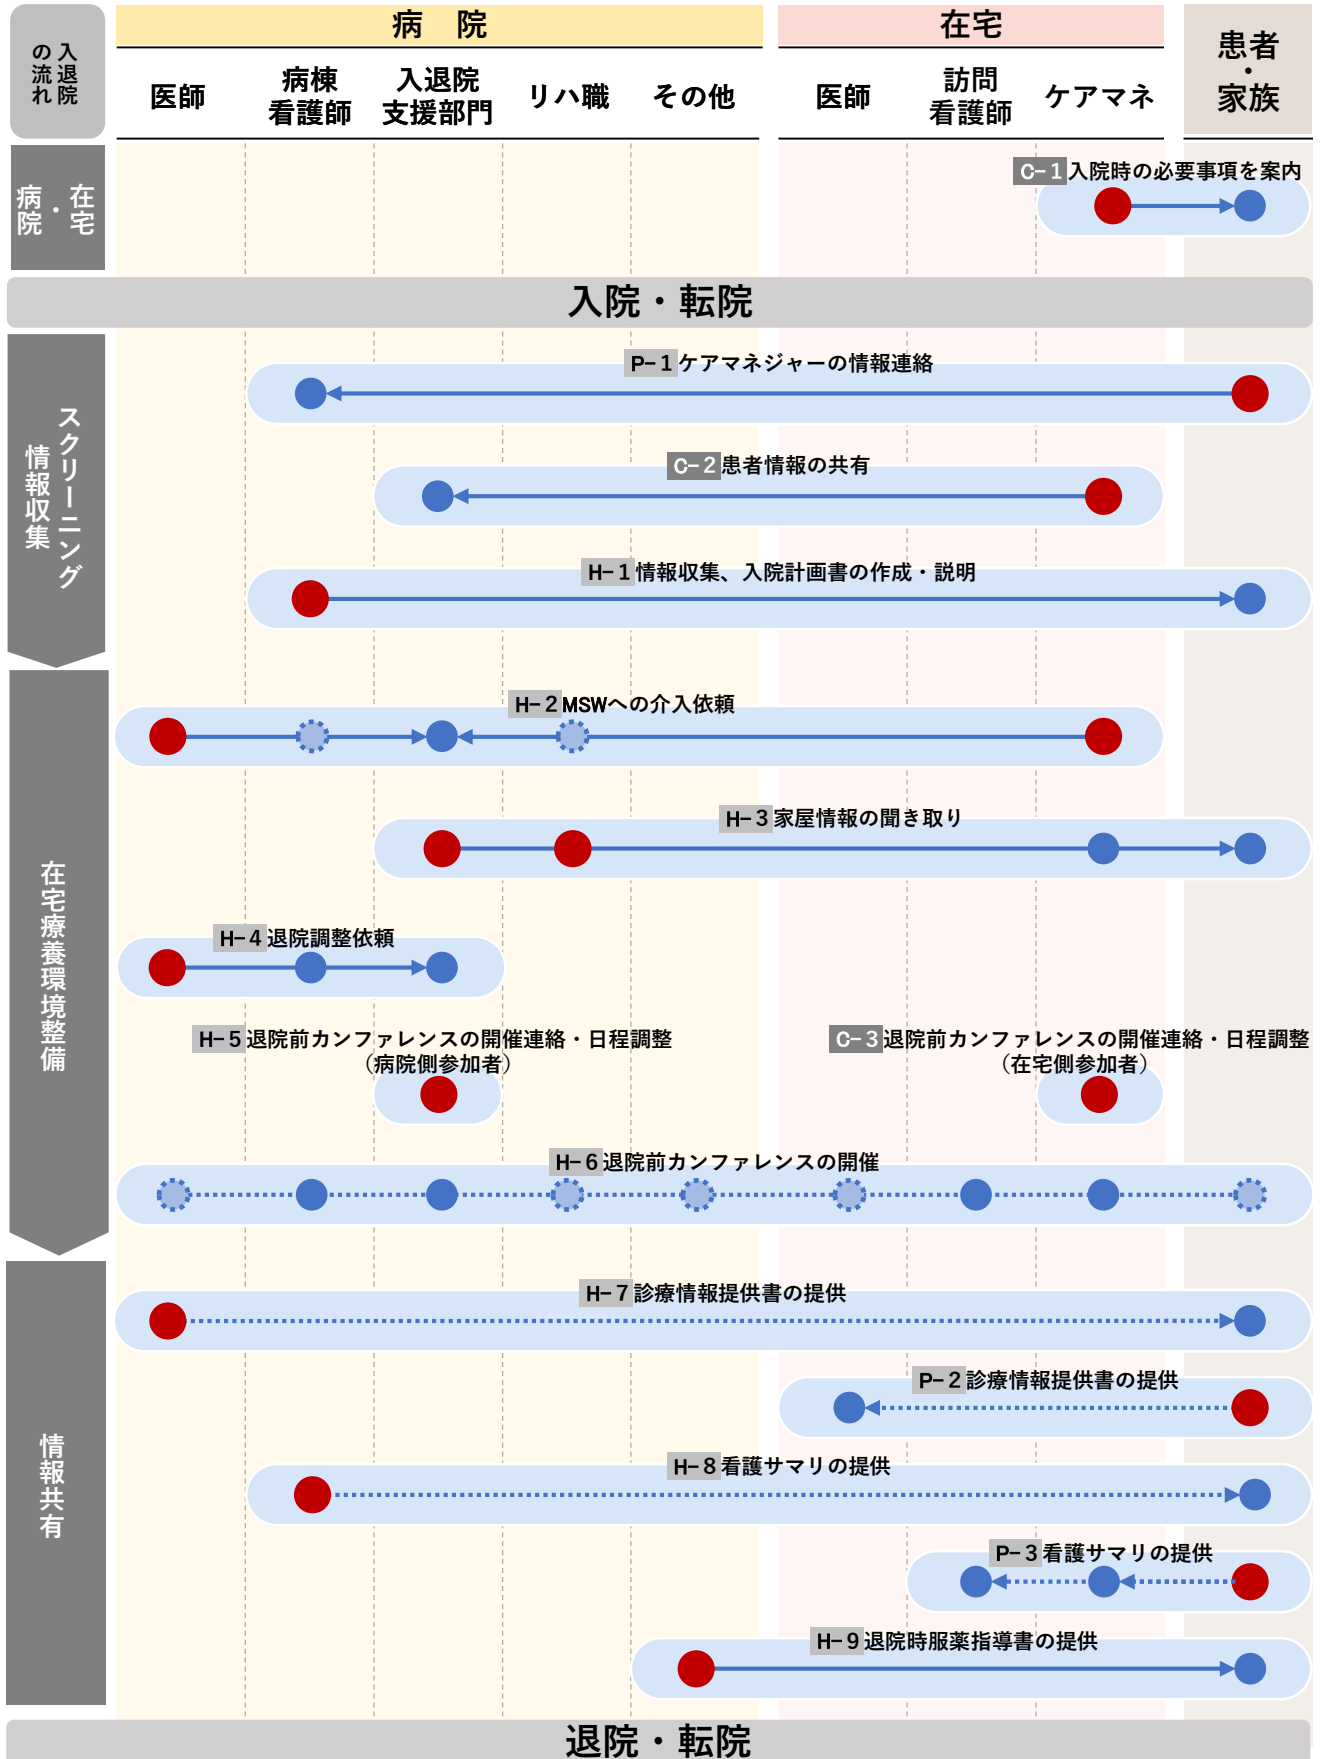 入退院
の流れ
病　院
在宅
患者
・
家族
医師
病棟
看護師
入退院
支援部門
リハ職
その他
医師
訪問
看護師
ケアマネ
在宅
・
病院
C-1入院時の必要事項を案内
入院・転院
スクリーニング
情報収集
P-1ケアマネジャーの情報連絡
C-2患者情報の共有
H-1情報収集、入院計画書の作成・説明
在宅療養環境整備
H-2MSWへの介入依頼
H-3家屋情報の聞き取り
H-4退院調整依頼
H-5退院前カンファレンスの開催連絡・日程調整
（病院側参加者）
C-3退院前カンファレンスの開催連絡・日程調整
（在宅側参加者）
H-6退院前カンファレンスの開催
情報共有
H-7診療情報提供書の提供
P-2診療情報提供書の提供
H-8看護サマリの提供
P-3看護サマリの提供
H-9退院時服薬指導書の提供
退院・転院